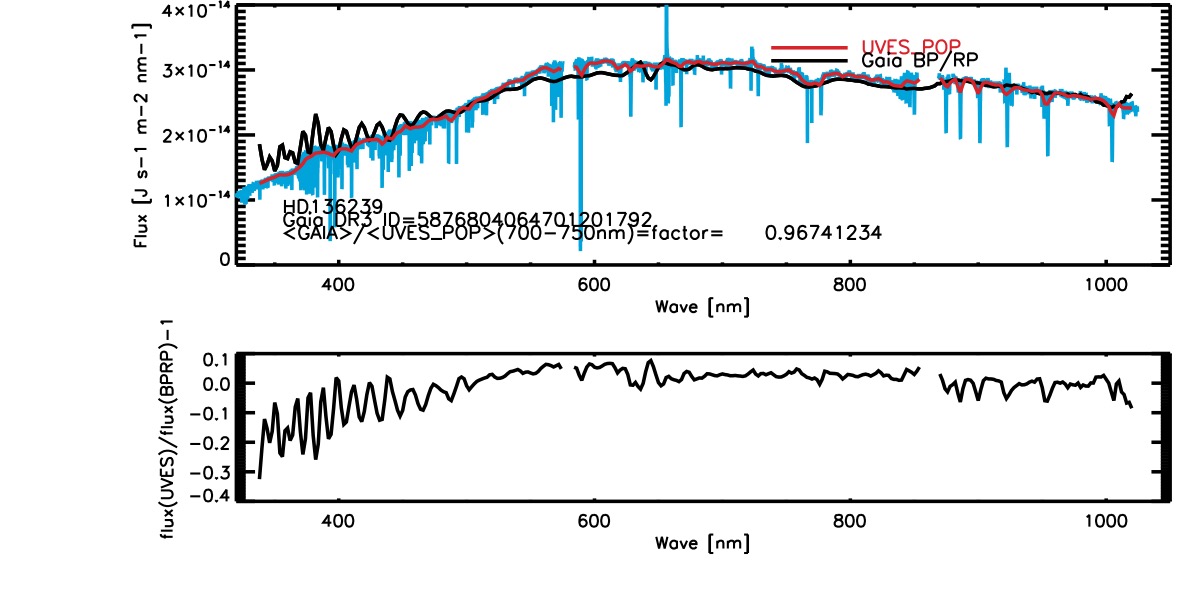 4×10⁻¹⁴
3×10⁻¹⁴
2×10⁻¹⁴
1×10⁻¹⁴
0
Flux [J s−1 m−2 nm−1]
UVES_POP
Gaia BP/RP
HD136239
Gaia DR3 ID=5876804064701201792
<GAIA>/<UVES_POP>(700−750nm)=factor= 0.96741234
400 600 800 1000
Wave [nm]
0.1
0.0
−0.1
−0.2
−0.3
−0.4
flux(UVES)/flux(BPRP)−1
400 600 800 1000
Wave [nm]